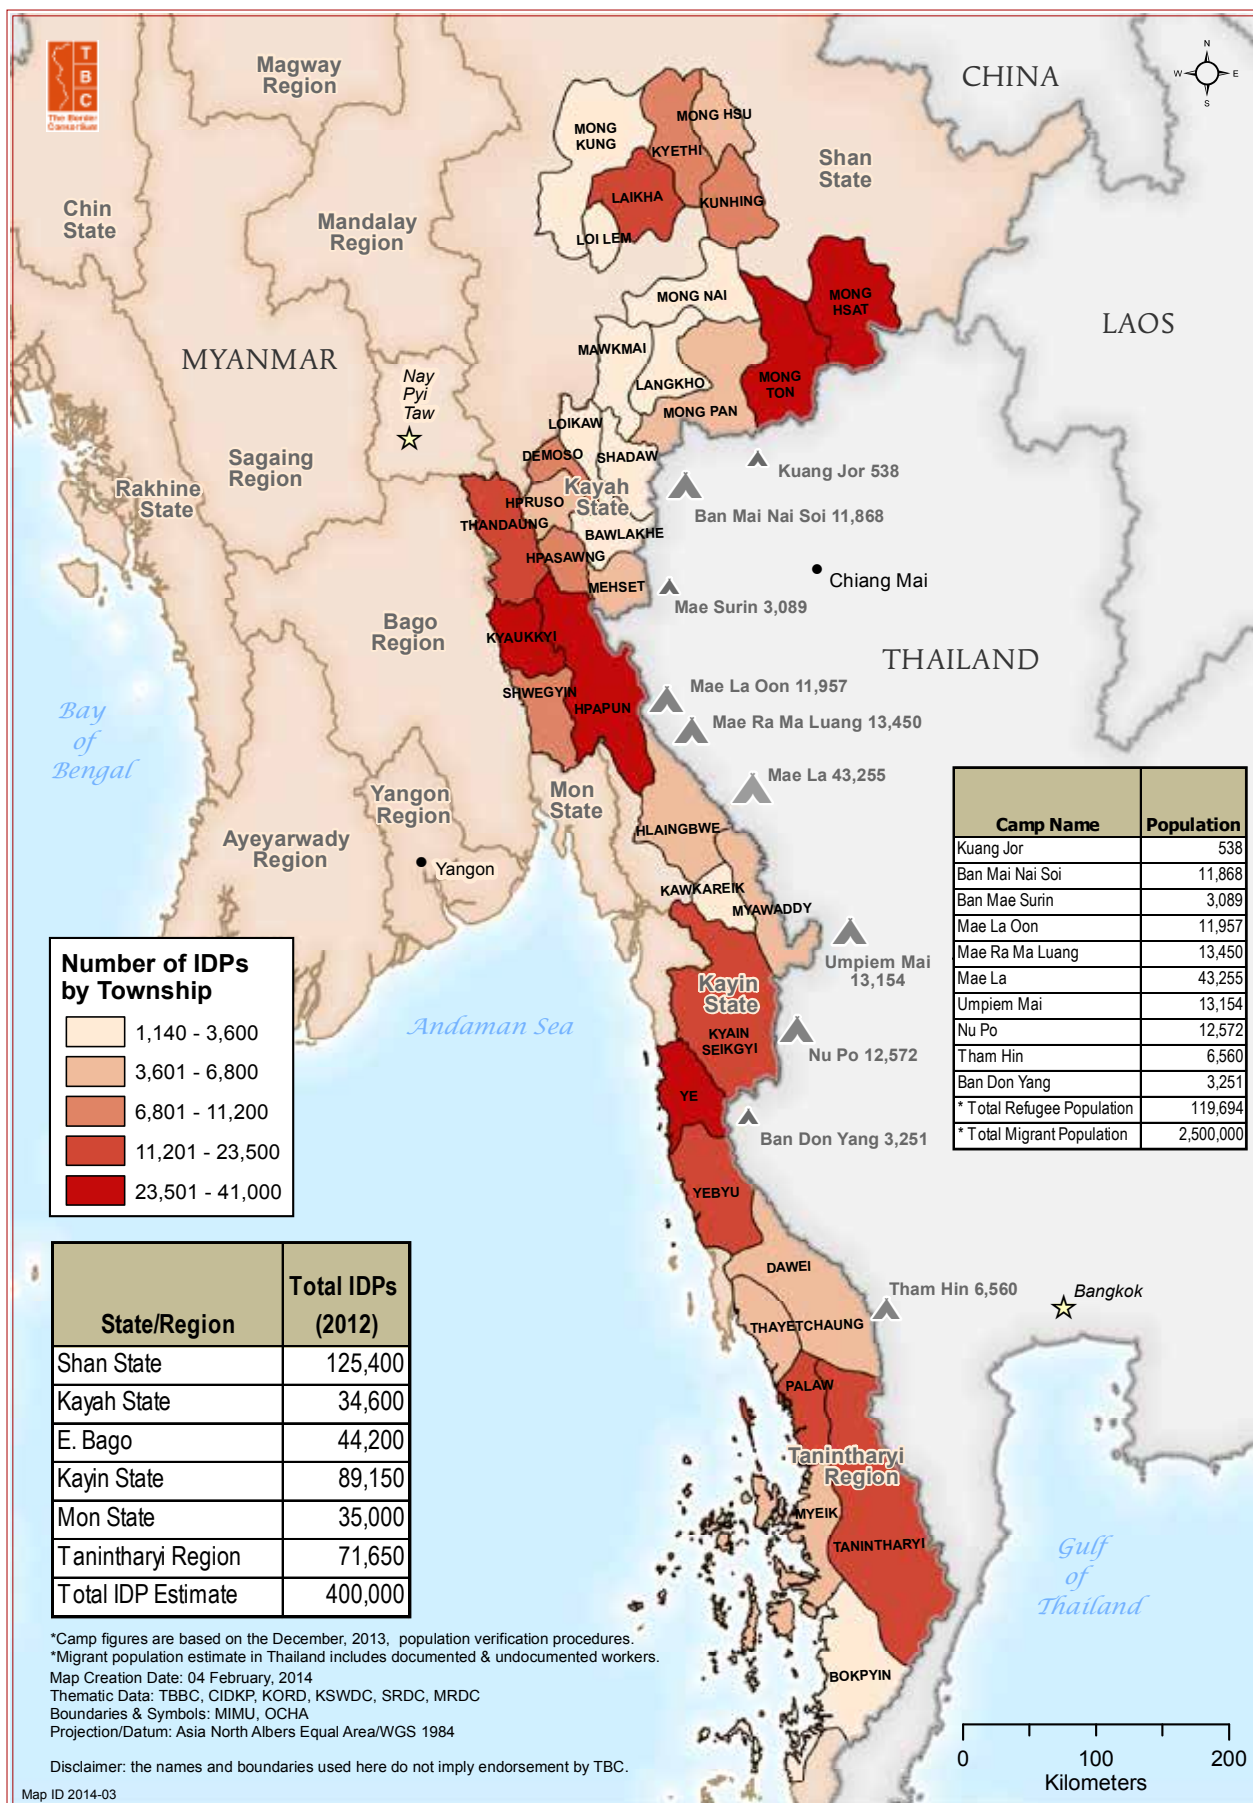 T
B
C
The Border
Consortium
N
W
E
S
CHINA
LAOS
MYANMAR
THAILAND
Magway
Region
Chin
State
Mandalay
Region
Shan
State
Nay
Pyi
Taw
Sagaing
Region
Rakhine
State
Bago
Region
Kayah
State
Yangon
Region
Ayeyarwady
Region
Mon
State
Kayin
State
Tanintharyi
Region
Yangon
Chiang Mai
Bangkok
Bay
of
Bengal
Andaman Sea
Gulf
of
Thailand
MONG
KUNG
MONG HSU
KYETHI
LAIKHA
KUNHING
LOI LEM
MONG NAI
MONG
HSAT
MAWKMAI
LANGKHO
MONG
TON
MONG PAN
LOIKAW
DEMOSO
SHADAW
HPRUSO
THANDAUNG
BAWLAKHE
HPASAWNG
MEHSET
KYAUKKYI
SHWEGYIN
HPAPUN
HLAINGBWE
KAWKAREIK
MYAWADDY
KYAIN
SEIKGYI
YE
YEBYU
DAWEI
THAYETCHAUNG
PALAW
MYEIK
TANINTHARYI
BOKPYIN
Kuang Jor 538
Ban Mai Nai Soi 11,868
Mae Surin 3,089
Mae La Oon 11,957
Mae Ra Ma Luang 13,450
Mae La 43,255
Umpiem Mai
13,154
Nu Po 12,572
Ban Don Yang 3,251
Tham Hin 6,560
Camp Name Population
Kuang Jor 538
Ban Mai Nai Soi 11,868
Ban Mae Surin 3,089
Mae La Oon 11,957
Mae Ra Ma Luang 13,450
Mae La 43,255
Umpiem Mai 13,154
Nu Po 12,572
Tham Hin 6,560
Ban Don Yang 3,251
* Total Refugee Population 119,694
* Total Migrant Population 2,500,000
Number of IDPs
by Township
1,140 - 3,600
3,601 - 6,800
6,801 - 11,200
11,201 - 23,500
23,501 - 41,000
State/Region Total IDPs
(2012)
Shan State 125,400
Kayah State 34,600
E. Bago 44,200
Kayin State 89,150
Mon State 35,000
Tanintharyi Region 71,650
Total IDP Estimate 400,000
*Camp figures are based on the December, 2013, population verification procedures.
*Migrant population estimate in Thailand includes documented & undocumented workers.
Map Creation Date: 04 February, 2014
Thematic Data: TBBC, CIDKP, KORD, KSWDC, SRDC, MRDC
Boundaries & Symbols: MIMU, OCHA
Projection/Datum: Asia North Albers Equal Area/WGS 1984
Disclaimer: the names and boundaries used here do not imply endorsement by TBC.
Map ID 2014-03
0 100 200
Kilometers